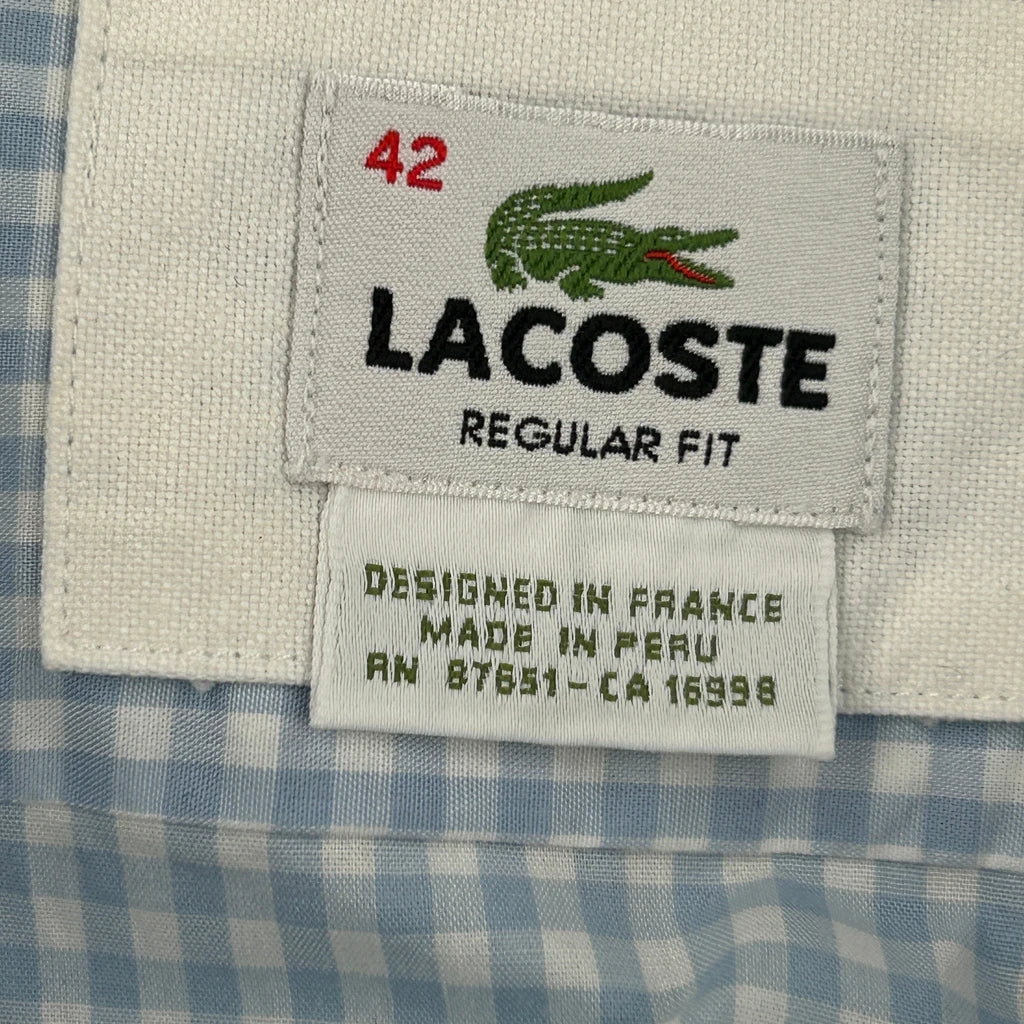 42
LACOSTE
REGULAR FIT
DESIGNED IN FRANCE
MADE IN PERU
RN 87651-CA 16998